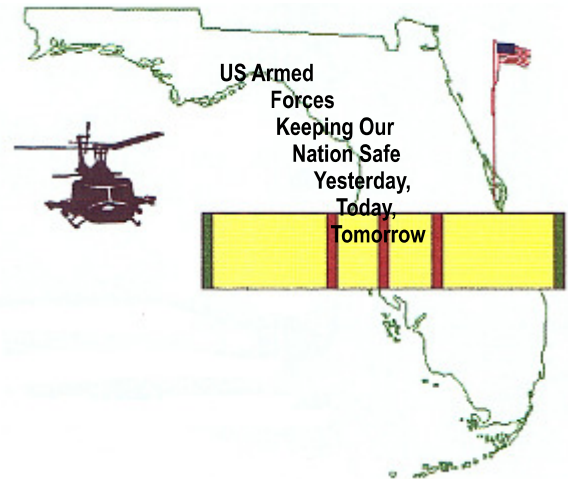 US Armed
Forces
Keeping Our
Nation Safe
Yesterday,
Today,
Tomorrow